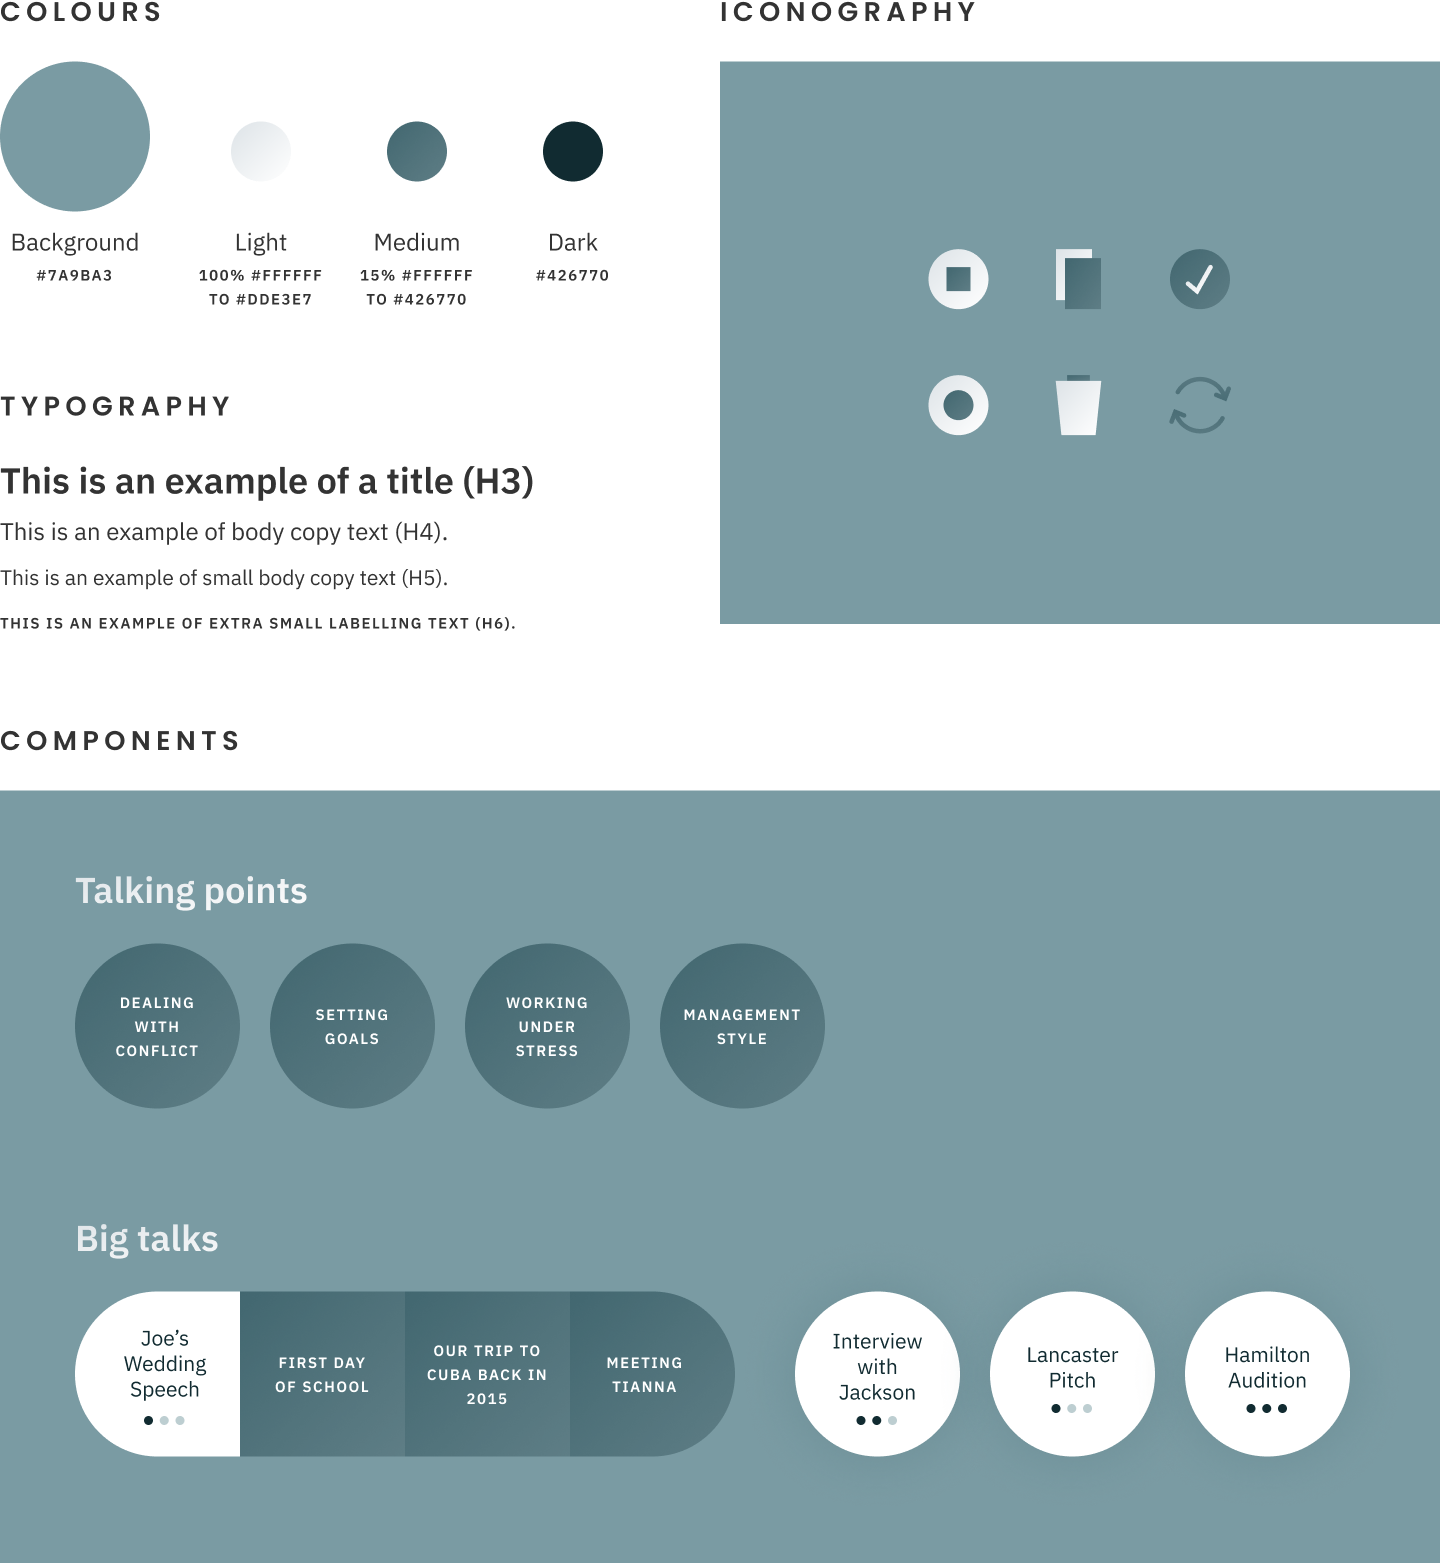 COLOURS
Background
#7A9BA3
Light
100% #FFFFFF
TO #DDE3E7
Medium
15% #FFFFFF
TO #426770
Dark
#426770
ICONOGRAPHY
TYPOGRAPHY
This is an example of a title (H3)
This is an example of body copy text (H4).
This is an example of small body copy text (H5).
THIS IS AN EXAMPLE OF EXTRA SMALL LABELLING TEXT (H6).
COMPONENTS
Talking points
DEALING
WITH
CONFLICT
SETTING
GOALS
WORKING
UNDER
STRESS
MANAGEMENT
STYLE
Big talks
Joe’s
Wedding
Speech
FIRST DAY
OF SCHOOL
OUR TRIP TO
CUBA BACK IN
2015
MEETING
TIANNA
Interview
with
Jackson
Lancaster
Pitch
Hamilton
Audition